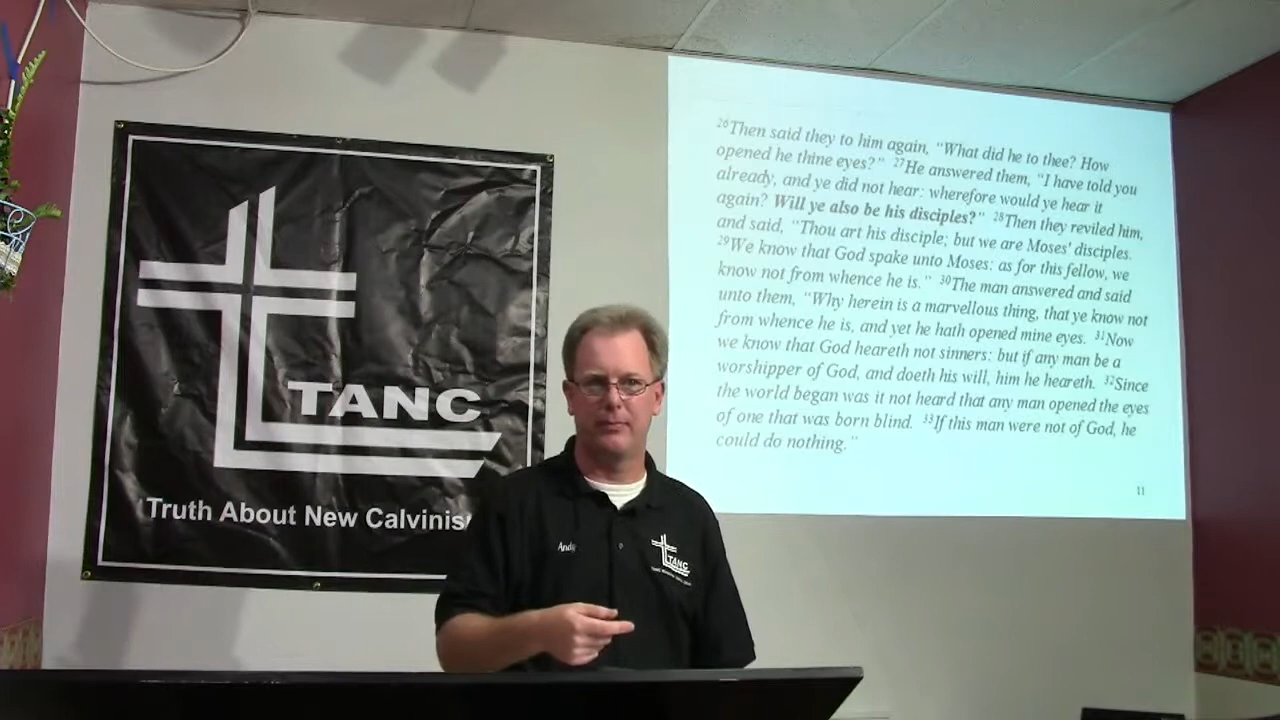 TANC
Truth About New Calvinis
Andy
TANC
26Then said they to him again, “What did he to thee? How
opened he thine eyes?” 27He answered them, “I have told you
already, and ye did not hear: wherefore would ye hear it
again? Will ye also be his disciples?” 28Then they reviled him,
and said, “Thou art his disciple; but we are Moses' disciples.
29We know that God spake unto Moses: as for this fellow, we
know not from whence he is.” 30The man answered and said
unto them, “Why herein is a marvellous thing, that ye know not
from whence he is, and yet he hath opened mine eyes. 31Now
we know that God heareth not sinners: but if any man be a
worshipper of God, and doeth his will, him he heareth. 32Since
the world began was it not heard that any man opened the eyes
of one that was born blind. 33If this man were not of God, he
could do nothing.”
11